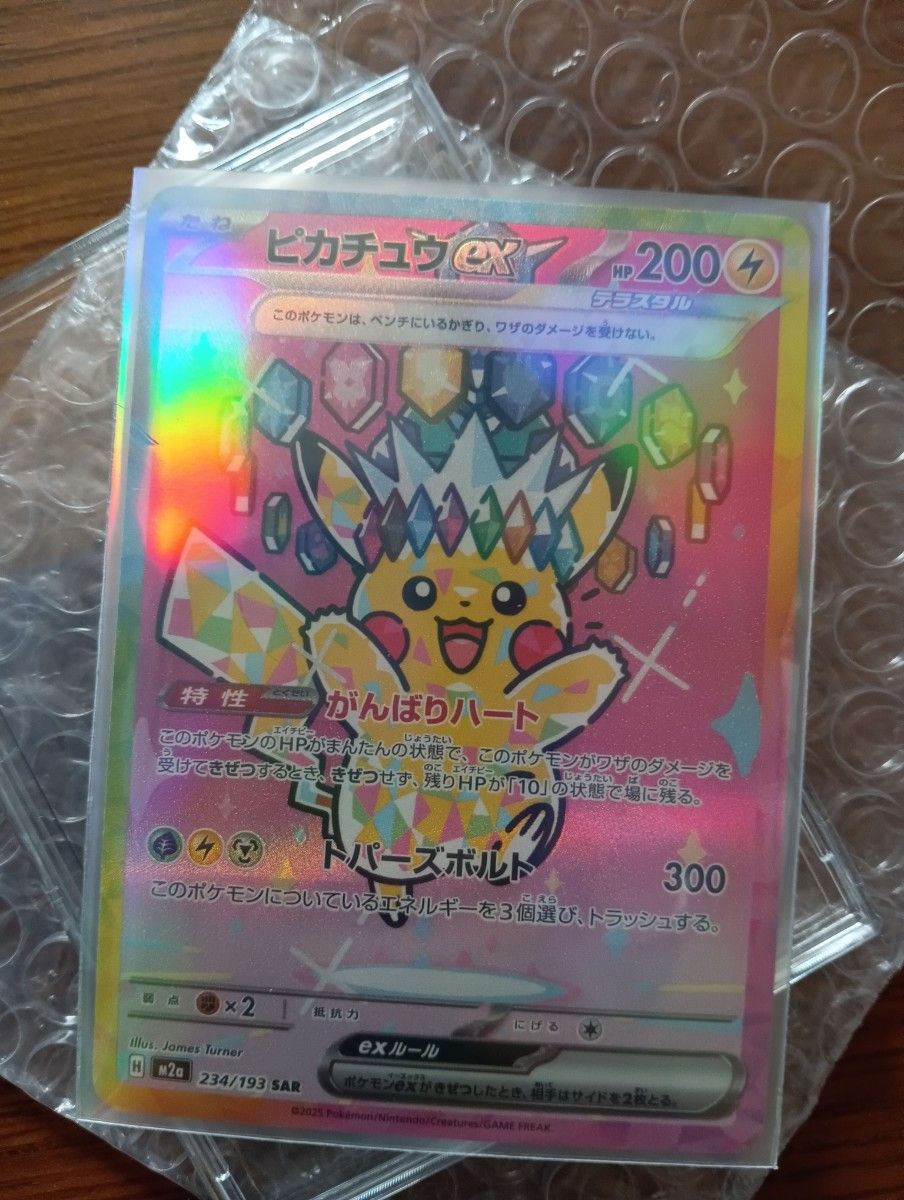 たね
ピカチュウex
HP 200
テラスタル
このポケモンは、ベンチにいるかぎり、ワザのダメージを受けない。
特性 とくせい がんばりハート
このポケモンのHPがまんたんの状態で、このポケモンがワザのダメージを
受けてきぜつするとき、きぜつせず、残りHPが「10」の状態で場に残る。
トパーズボルト 300
このポケモンについているエネルギーを3個選び、トラッシュする。
弱点 ×2 抵抗力 にげる
Illus. James Turner
H M2a 234/193 SAR
exルール
ポケモンexがきぜつしたとき、相手はサイドを2枚とる。
©2025 Pokémon/Nintendo/Creatures/GAME FREAK.